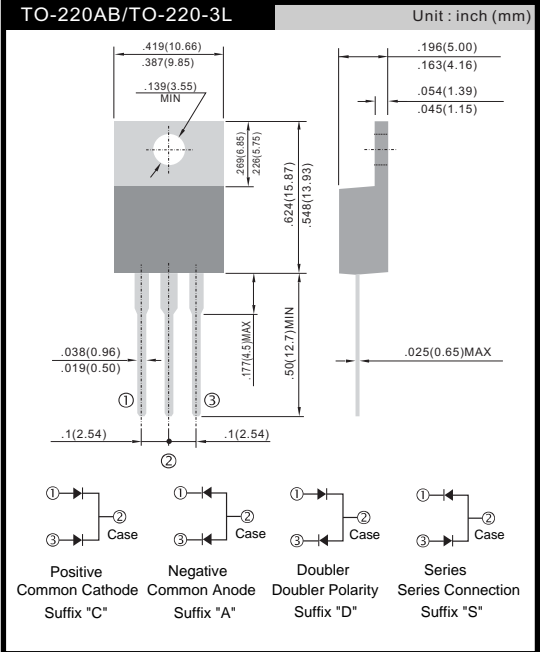 TO-220AB/TO-220-3L
Unit : inch (mm)
.419(10.66)
.387(9.85)
.139(3.55)
MIN
.269(6.85)
.226(5.75)
.624(15.87)
.548(13.93)
.196(5.00)
.163(4.16)
.054(1.39)
.045(1.15)
.038(0.96)
.019(0.50)
.177(4.5)MAX
.50(12.7)MIN
.025(0.65)MAX
①
③
.1(2.54)
.1(2.54)
②
①
②
③
Case
Positive
Common Cathode
Suffix "C"
①
②
③
Case
Negative
Common Anode
Suffix "A"
①
②
③
Case
Doubler
Doubler Polarity
Suffix "D"
①
②
③
Case
Series
Series Connection
Suffix "S"